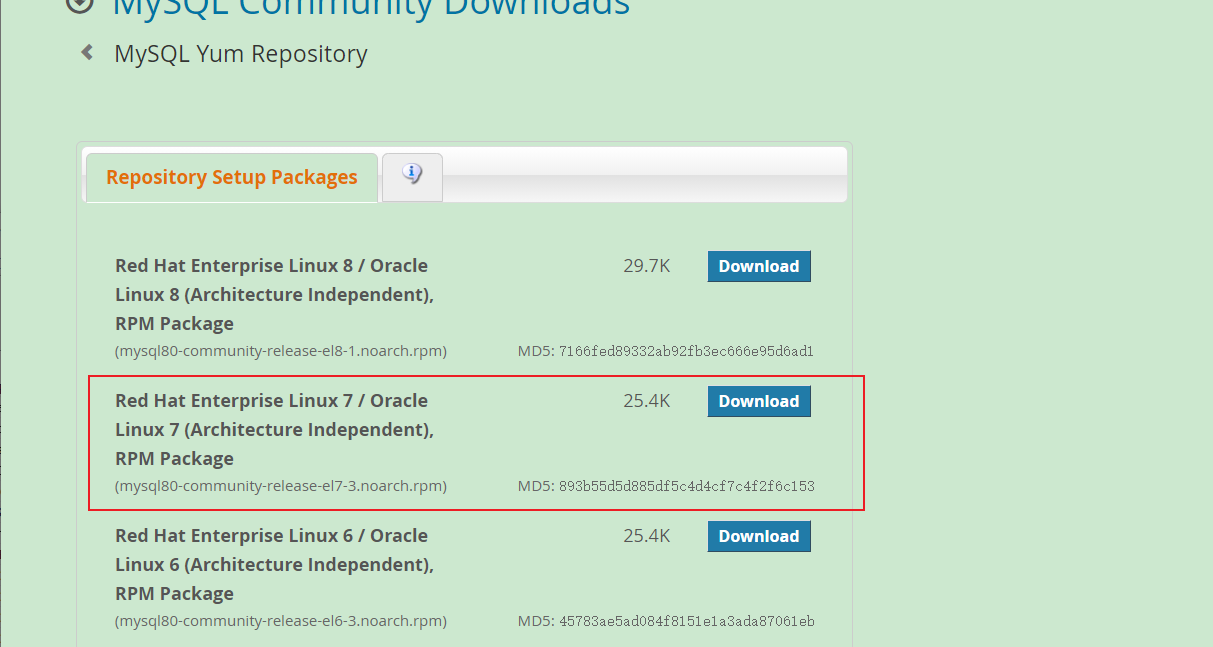 MySQL Community Downloads
MySQL Yum Repository
Repository Setup Packages
Red Hat Enterprise Linux 8 / Oracle
29.7K
Download
Linux 8 (Architecture Independent),
RPM Package
(mysql80-community-release-el8-1.noarch.rpm)
MD5: 7166fed89332ab92fb3ec666e95d6ad1
Red Hat Enterprise Linux 7 / Oracle
25.4K
Download
Linux 7 (Architecture Independent),
RPM Package
(mysql80-community-release-el7-3.noarch.rpm)
MD5: 893b55d5d885df5c4d4cf7c4f2f6c153
Red Hat Enterprise Linux 6 / Oracle
25.4K
Download
Linux 6 (Architecture Independent),
RPM Package
(mysql80-community-release-el6-3.noarch.rpm)
MD5: 45783ae5ad084f8151e1a3ada87061eb